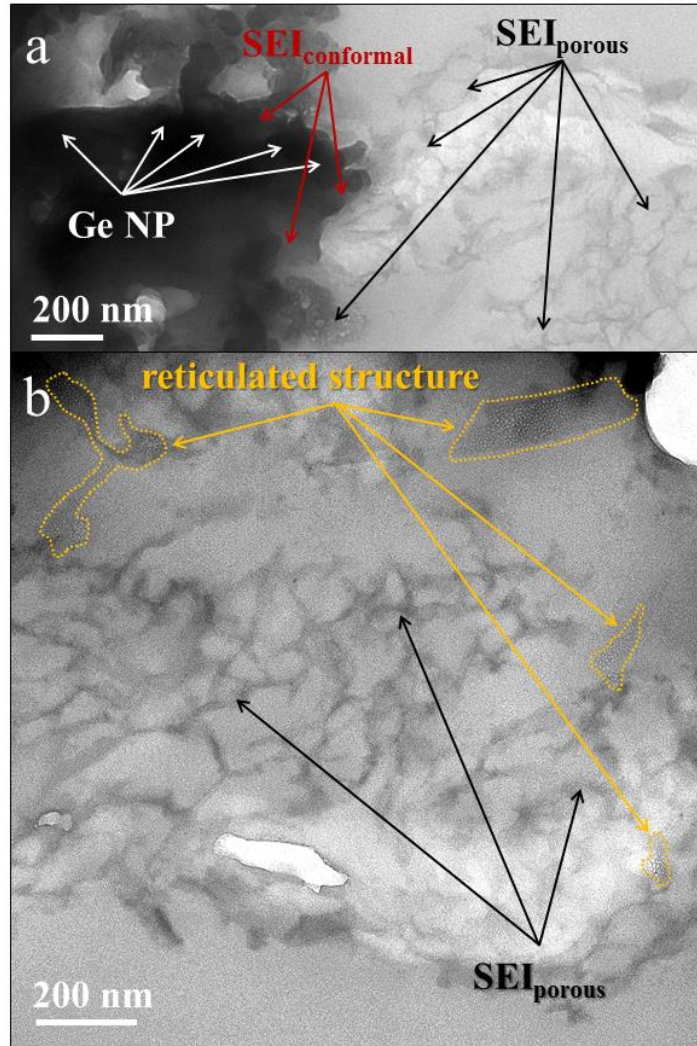 a
SEIconformal
SEIporous
Ge NP
200 nm
b
reticulated structure
SEIporous
200 nm